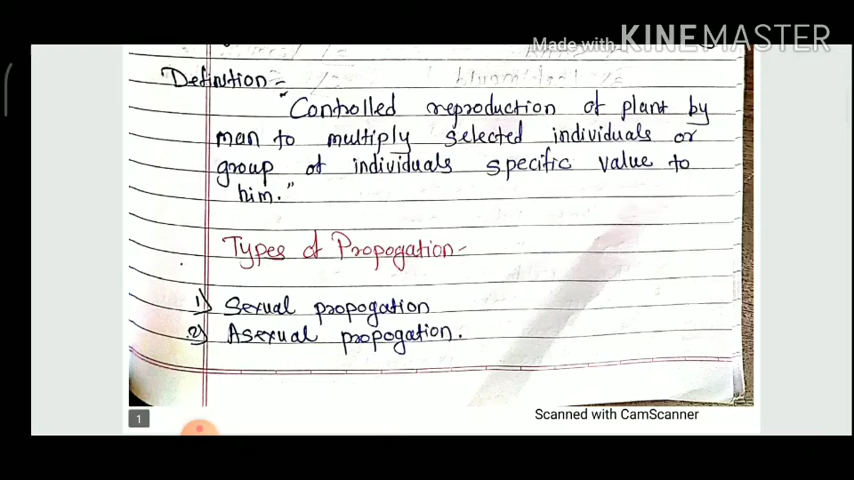 Made with KINEMASTER
Definition -
"Controlled reproduction of plant by
man to multiply selected individuals or
group of individuals specific value to
him."
Types of Propogation -
1) Sexual propogation
2) Asexual propogation.
1
Scanned with CamScanner